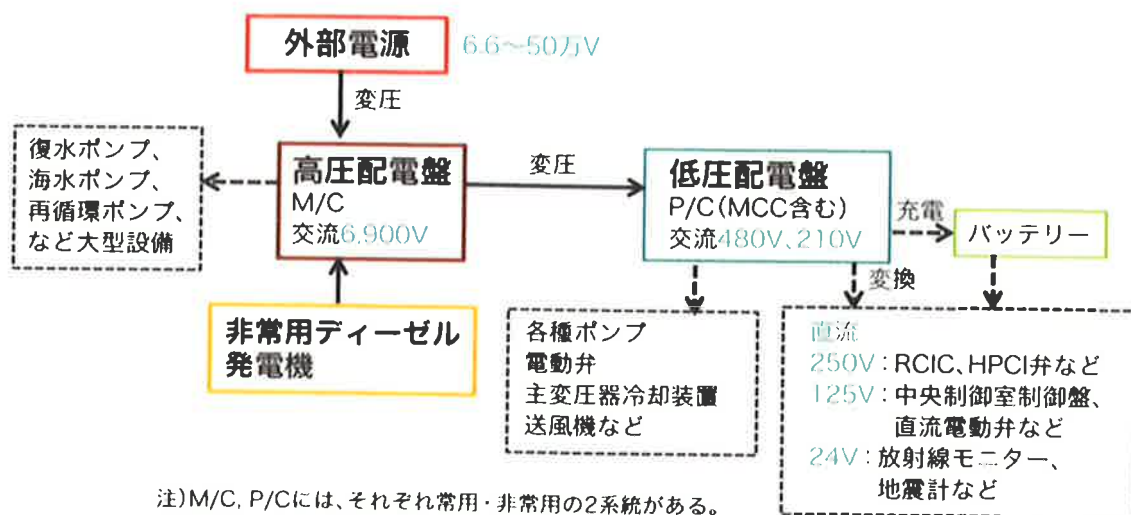 外部電源
6.6～50万V
変圧
復水ポンプ、
海水ポンプ、
再循環ポンプ、
など大型設備
高圧配電盤
M/C
交流6,900V
変圧
低圧配電盤
P/C(MCC含む)
交流480V、210V
充電
バッテリー
変換
非常用ディーゼル
発電機
各種ポンプ
電動弁
主変圧器冷却装置
送風機など
直流
250V：RCIC、HPCI弁など
125V：中央制御室制御盤、
直流電動弁など
24V：放射線モニター、
地震計など
注)M/C, P/Cには、それぞれ常用・非常用の2系統がある。